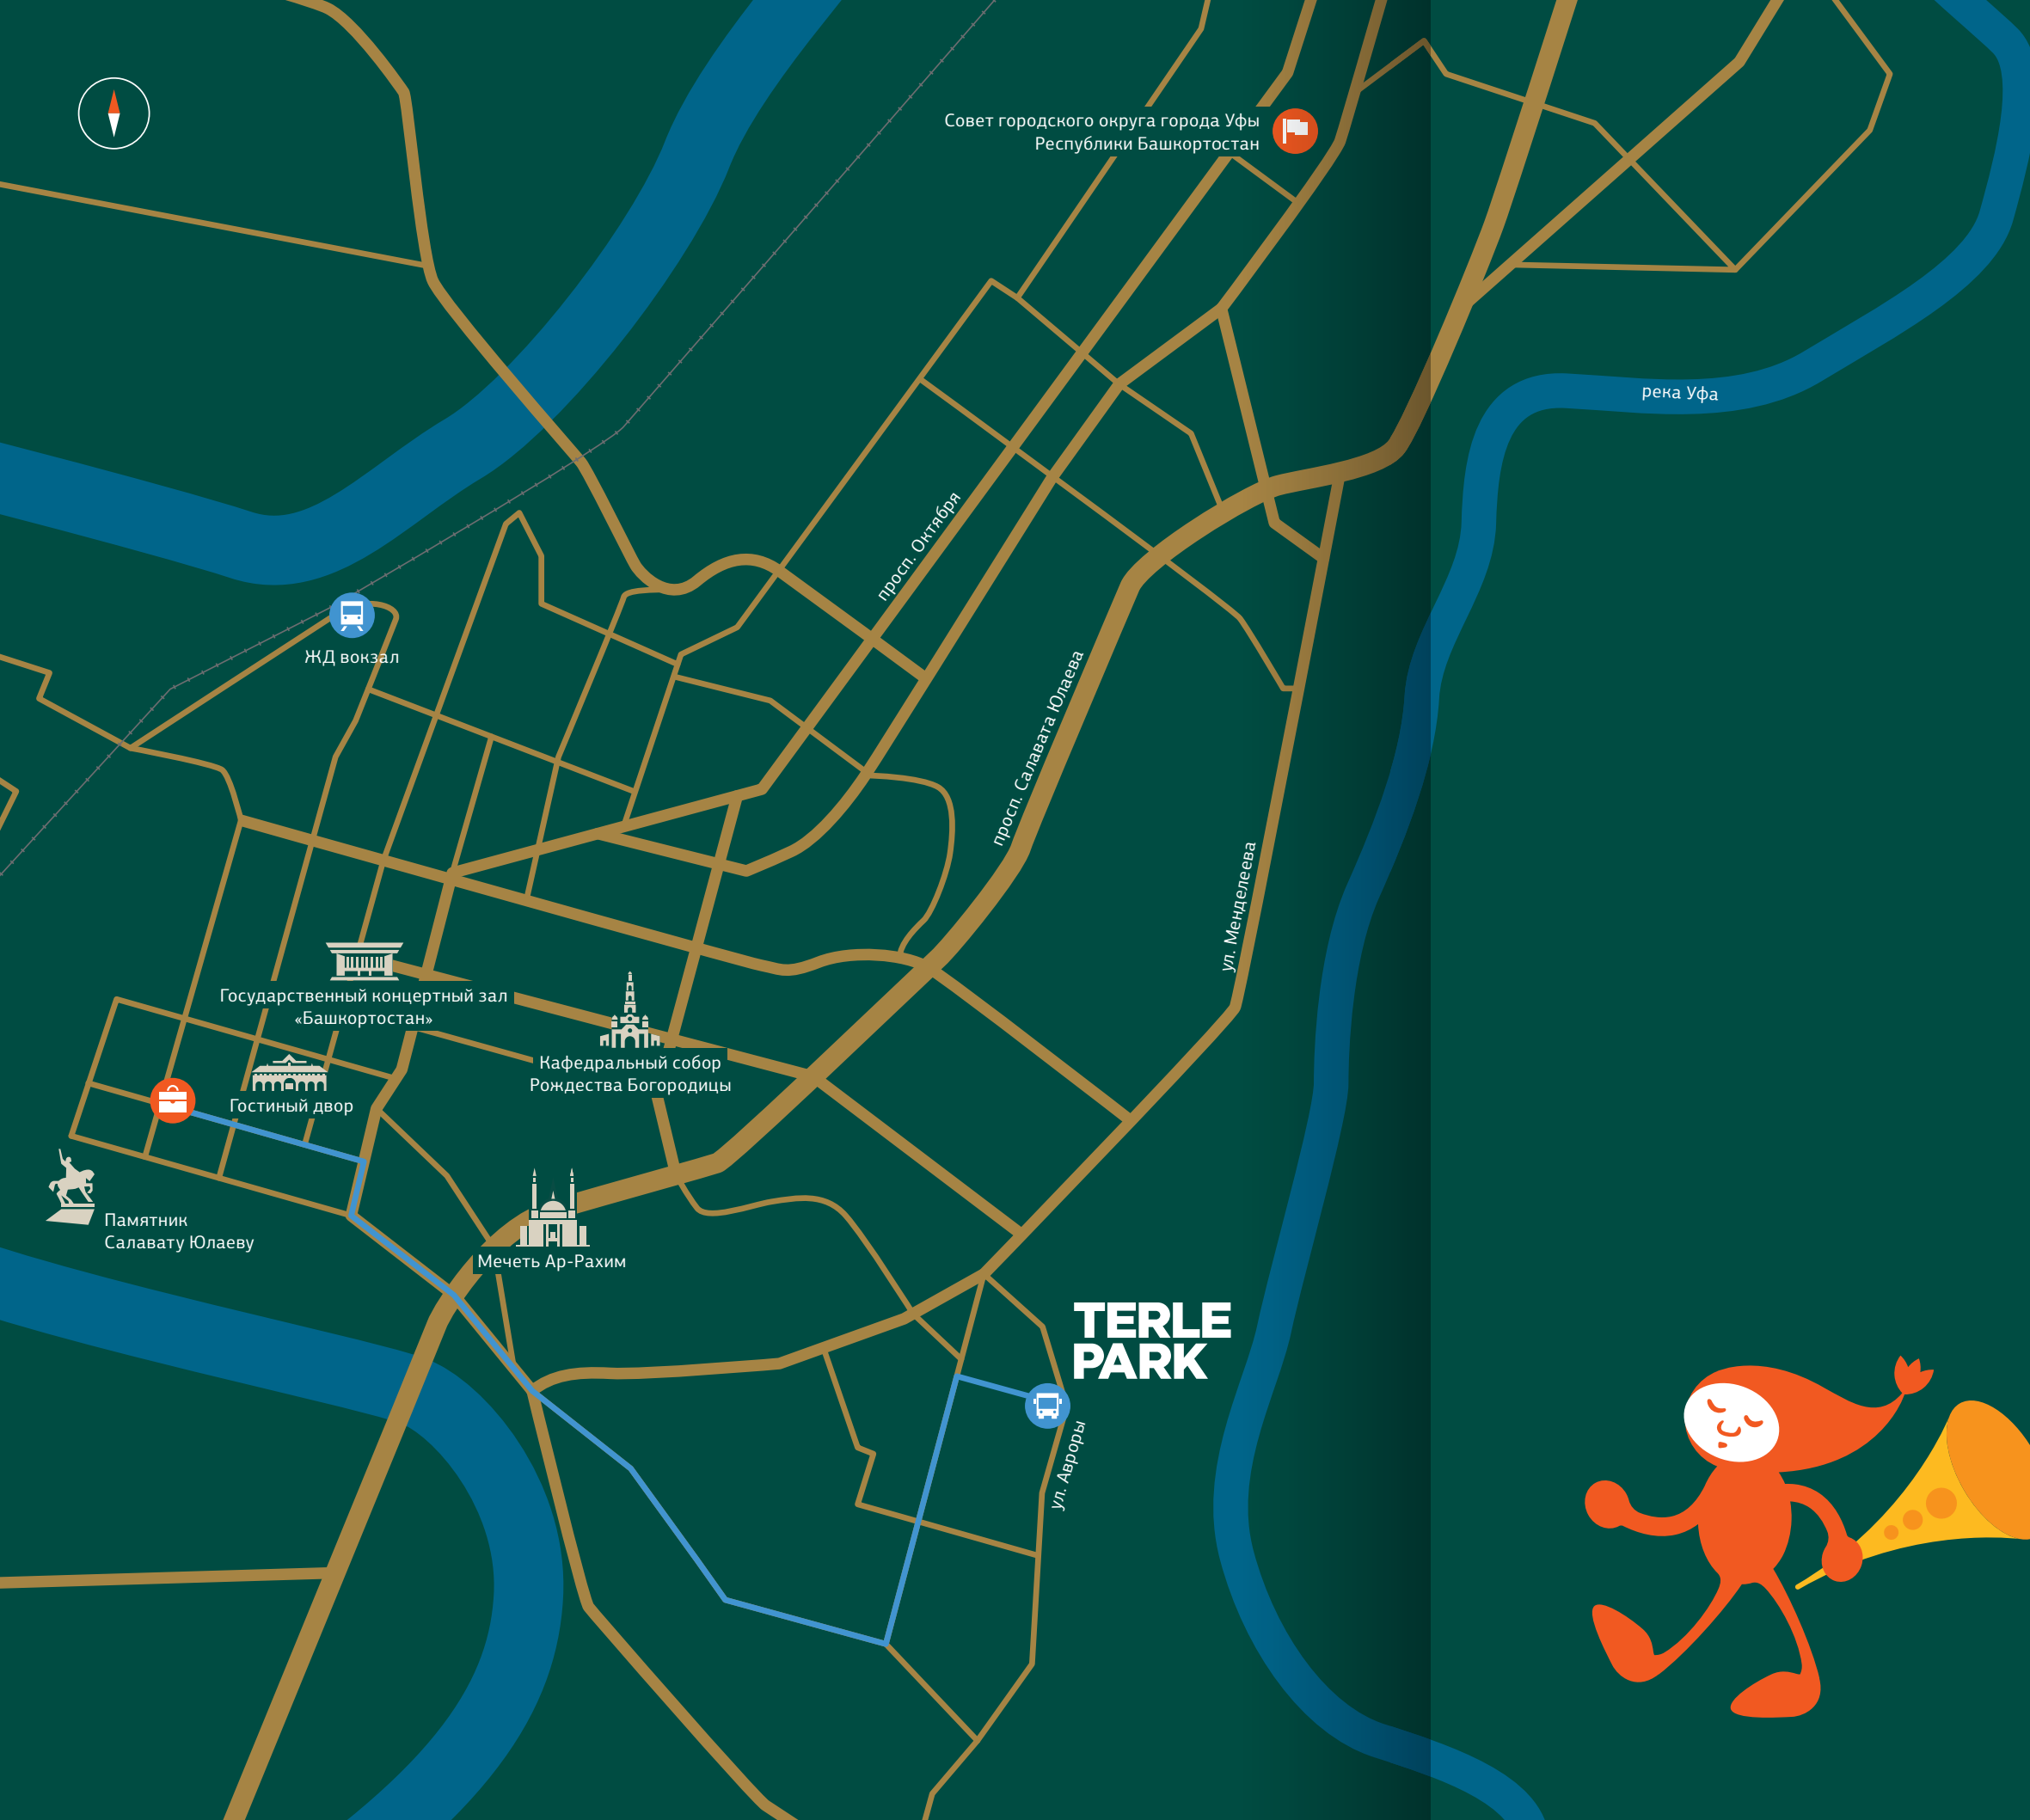 Совет городского округа города Уфы
Республики Башкортостан
река Уфа
просп. Октября
ЖД вокзал
просп. Салавата Юлаева
ул. Менделеева
Государственный концертный зал
«Башкортостан»
Кафедральный собор
Рождества Богородицы
Гостиный двор
Памятник
Салавату Юлаеву
Мечеть Ар-Рахим
TERLE
PARK
ул. Авроры